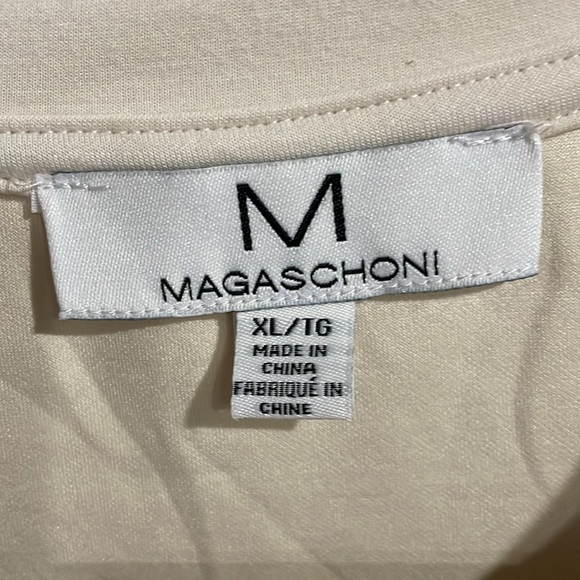 M
MAGASCHONI
XL/TG
MADE IN
CHINA
FABRIQUÉ IN
CHINE